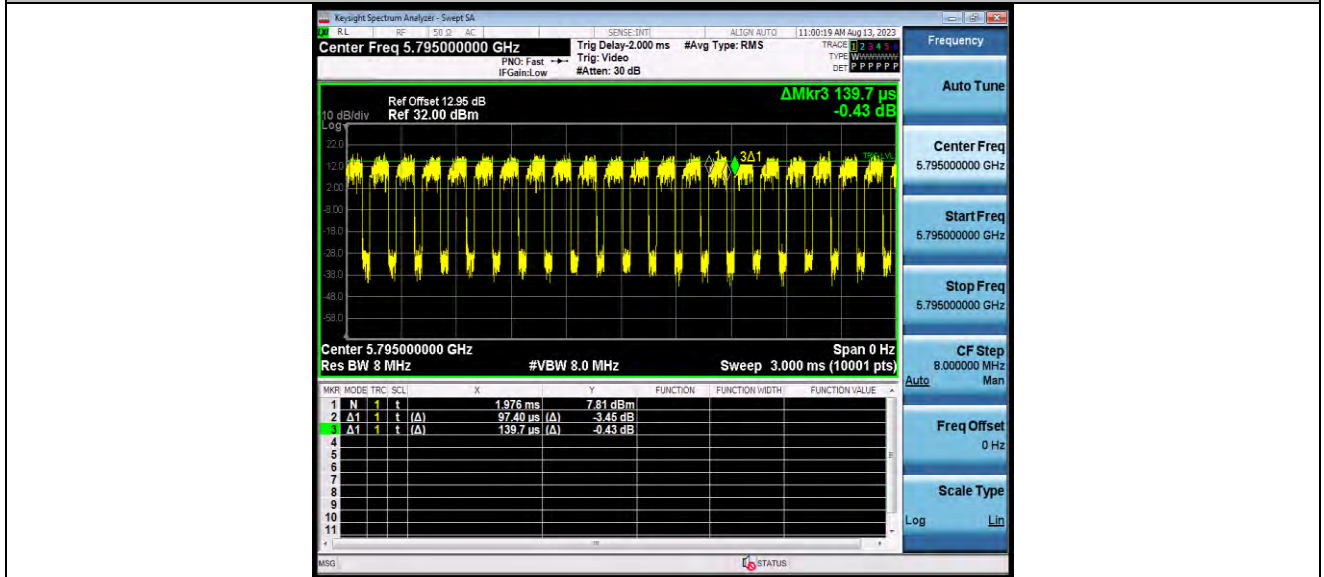 Keysight Spectrum Analyzer - Swept SA
RL RF 50 Ω AC SENSE:INT ALIGN AUTO 11:00:19 AM Aug 13, 2023
Center Freq 5.795000000 GHz
PNO: Fast
IFGain:Low
Trig Delay-2.000 ms
Trig: Video
#Atten: 30 dB
#Avg Type: RMS
TRACE 1 2 3 4 5 6
TYPE WWWWWW
DET P P P P P P
ΔMkr3 139.7 µs
-0.43 dB
Ref Offset 12.95 dB
10 dB/div Ref 32.00 dBm
Log
22.0
12.0
2.00
-8.00
-18.0
-28.0
-38.0
-48.0
-58.0
1 3Δ1
TRIG LVL
Center 5.795000000 GHz Span 0 Hz
Res BW 8 MHz #VBW 8.0 MHz Sweep 3.000 ms (10001 pts)
MKR MODE TRC SCL X Y FUNCTION FUNCTION WIDTH FUNCTION VALUE
1 N 1 t 1.976 ms 7.81 dBm
2 Δ1 1 t (Δ) 97.40 µs (Δ) -3.45 dB
3 Δ1 1 t (Δ) 139.7 µs (Δ) -0.43 dB
4
5
6
7
8
9
10
11
MSG STATUS
Frequency
Auto Tune
Center Freq
5.795000000 GHz
Start Freq
5.795000000 GHz
Stop Freq
5.795000000 GHz
CF Step
8.000000 MHz
Auto Man
Freq Offset
0 Hz
Scale Type
Log Lin